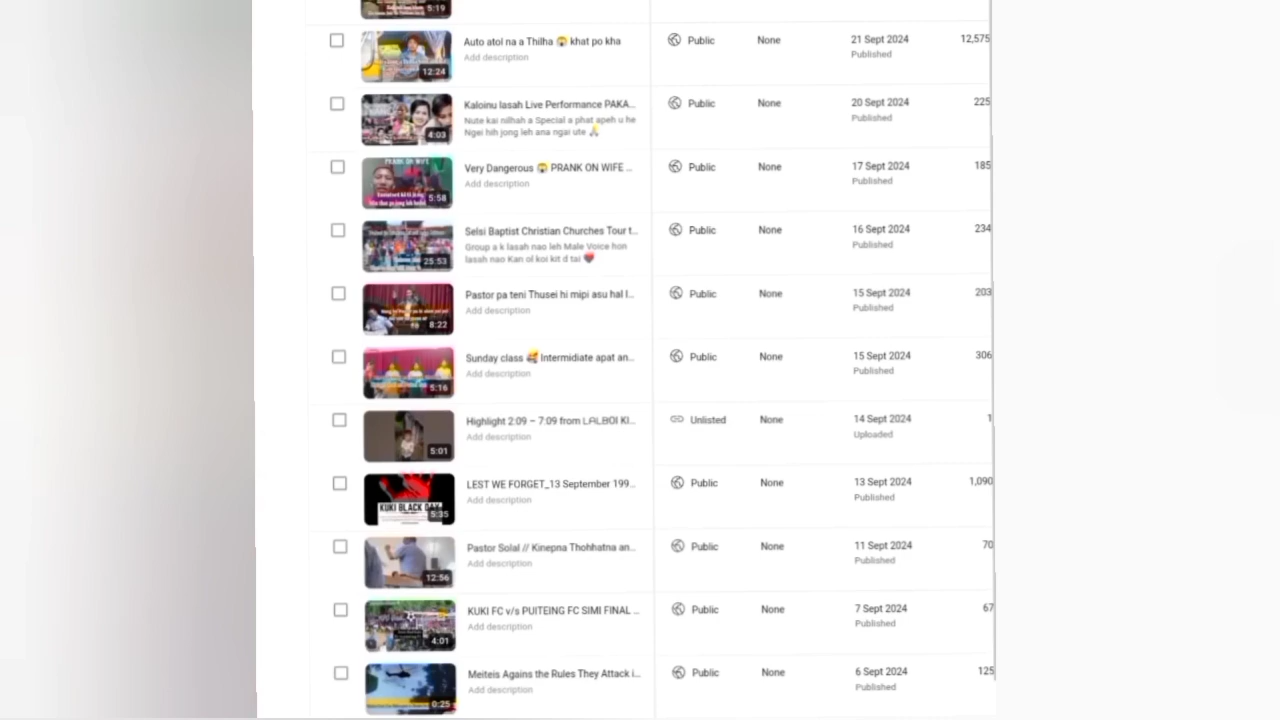 5:19
Auto atol na a Thilha 😱 khat po kha
Public None 21 Sept 2024 12,575
Add description
Published
12:24
Kaloinu lasah Live Performance PAKA...
Public None 20 Sept 2024 225
Nute kai nilhah a Special a phat apeh u he
Published
Ngei hih jong leh ana ngai ute 🙏
4:03
PRANK ON WIFE
Very Dangerous 😱 PRANK ON WIFE ...
Public None 17 Sept 2024 185
Add description
Published
5:58
Selsi Baptist Christian Churches Tour t...
Public None 16 Sept 2024 234
Group a k lasah nao leh Male Voice hon
Published
lasah nao Kan ol koi kit d tai ❤️
25:53
Pastor pa teni Thusei hi mipi asu hal l...
Public None 15 Sept 2024 203
Add description
Published
8:22
Sunday class 🥰 Intermidiate apat an...
Public None 15 Sept 2024 306
Add description
Published
5:16
Highlight 2:09 – 7:09 from LALBOI KI...
Unlisted None 14 Sept 2024 1
Add description
Uploaded
5:01
LEST WE FORGET_13 September 199...
Public None 13 Sept 2024 1,090
Add description
Published
KUKI BLACK DAY
5:35
Pastor Solal // Kinepna Thohhatna an...
Public None 11 Sept 2024 70
Add description
Published
12:56
KUKI FC v/s PUITEING FC SIMI FINAL ...
Public None 7 Sept 2024 67
Add description
Published
4:01
Meiteis Agains the Rules They Attack i...
Public None 6 Sept 2024 125
Add description
Published
0:25